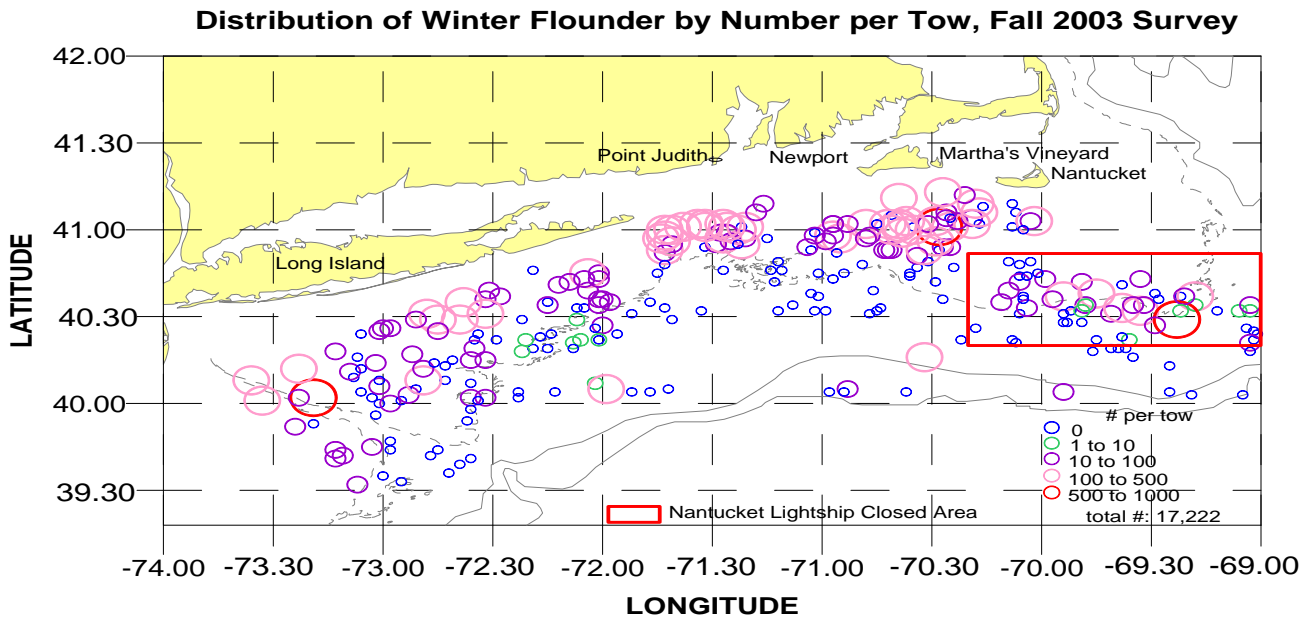 Distribution of Winter Flounder by Number per Tow, Fall 2003 Survey
42.00
41.30
41.00
40.30
40.00
39.30
LATITUDE
Point Judith
Newport
Martha's Vineyard
Nantucket
Long Island
# per tow
0
1 to 10
10 to 100
100 to 500
500 to 1000
total #: 17,222
Nantucket Lightship Closed Area
-74.00 -73.30 -73.00 -72.30 -72.00 -71.30 -71.00 -70.30 -70.00 -69.30 -69.00
LONGITUDE